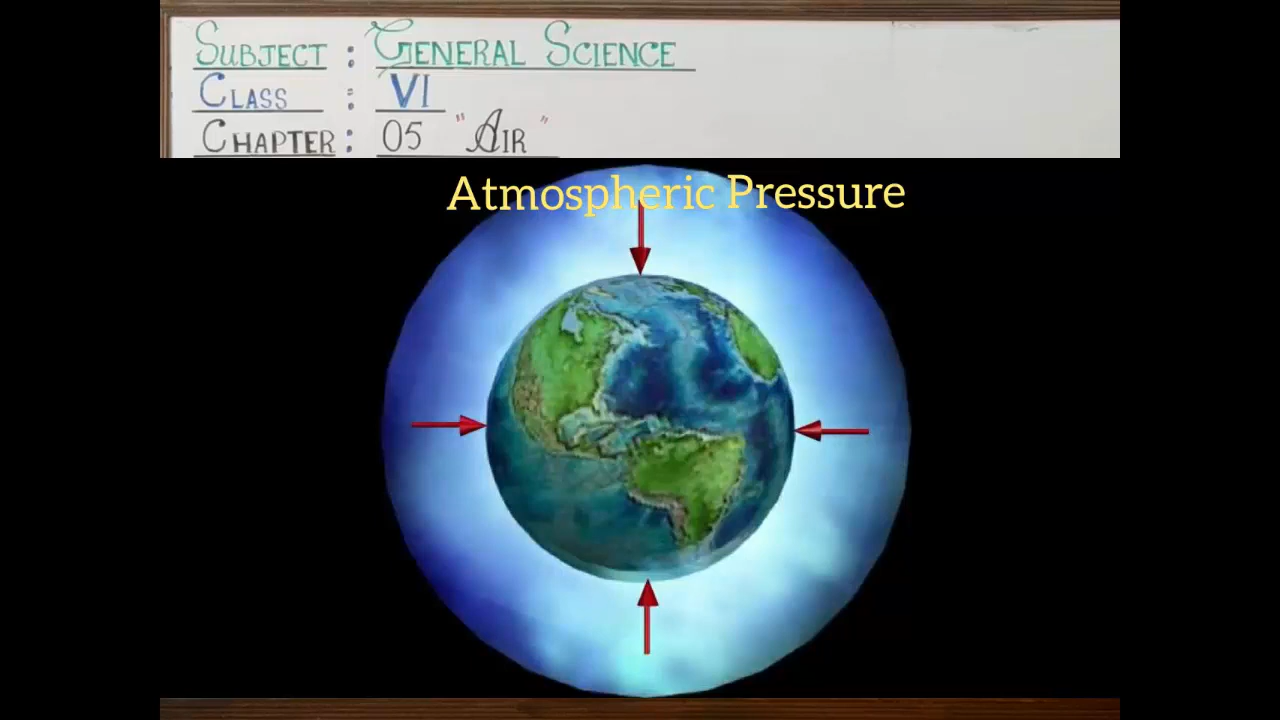 SUBJECT : GENERAL SCIENCE
CLASS : VI
CHAPTER : 05 "AIR"
Atmospheric Pressure